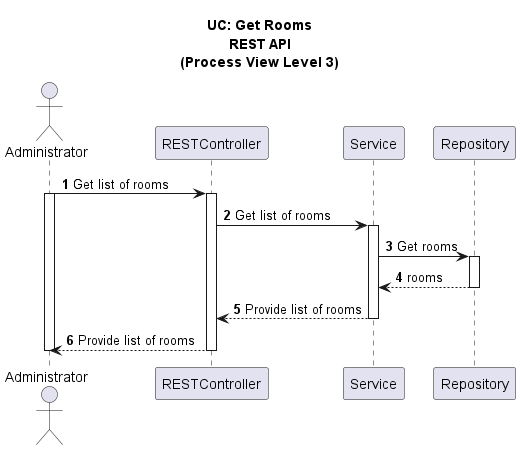 UC: Get Rooms
REST API
(Process View Level 3)
Administrator
RESTController
Service
Repository
1 Get list of rooms
2 Get list of rooms
3 Get rooms
4 rooms
5 Provide list of rooms
6 Provide list of rooms
Administrator
RESTController
Service
Repository